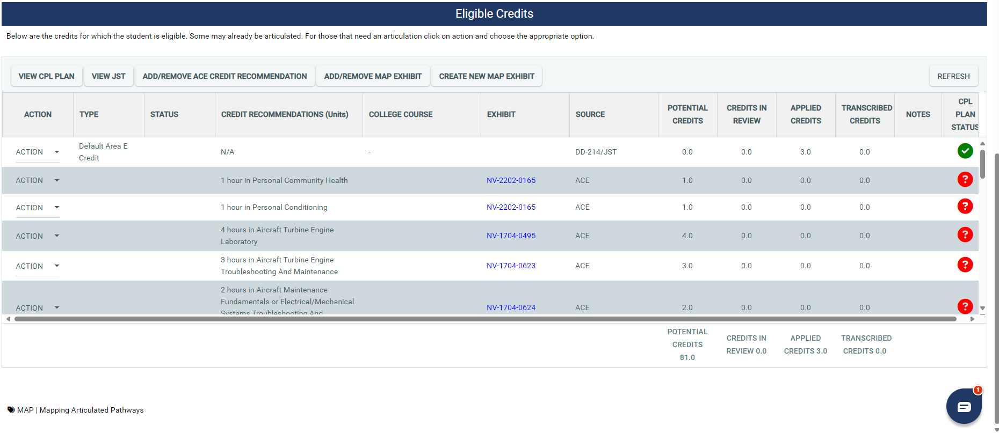 Eligible Credits
Below are the credits for which the student is eligible. Some may already be articulated. For those that need an articulation click on action and choose the appropriate option.
VIEW CPL PLAN VIEW JST ADD/REMOVE ACE CREDIT RECOMMENDATION ADD/REMOVE MAP EXHIBIT CREATE NEW MAP EXHIBIT REFRESH
ACTION TYPE STATUS CREDIT RECOMMENDATIONS (Units) COLLEGE COURSE EXHIBIT SOURCE POTENTIAL CREDITS CREDITS IN REVIEW APPLIED CREDITS TRANSCRIBED CREDITS NOTES CPL PLAN STATUS
ACTION Default Area E Credit N/A - DD-214/JST 0.0 0.0 3.0 0.0
ACTION 1 hour in Personal Community Health NV-2202-0165 ACE 1.0 0.0 0.0 0.0 ?
ACTION 1 hour in Personal Conditioning NV-2202-0165 ACE 1.0 0.0 0.0 0.0 ?
ACTION 4 hours in Aircraft Turbine Engine Laboratory NV-1704-0495 ACE 4.0 0.0 0.0 0.0 ?
ACTION 3 hours in Aircraft Turbine Engine Troubleshooting And Maintenance NV-1704-0623 ACE 3.0 0.0 0.0 0.0 ?
ACTION 2 hours in Aircraft Maintenance Fundamentals or Electrical/Mechanical Systems Troubleshooting And NV-1704-0624 ACE 2.0 0.0 0.0 0.0 ?
POTENTIAL CREDITS 81.0 CREDITS IN REVIEW 0.0 APPLIED CREDITS 3.0 TRANSCRIBED CREDITS 0.0
1
MAP | Mapping Articulated Pathways